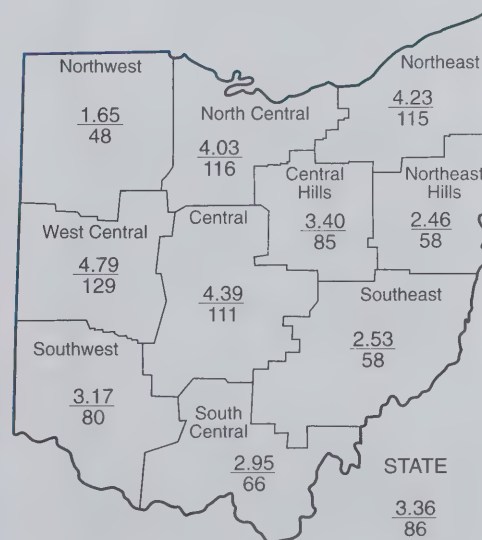 Northwest
1.65
48
North Central
4.03
116
Northeast
4.23
115
Central
Hills
3.40
85
Northeast
Hills
2.46
58
West Central
4.79
129
Central
4.39
111
Southeast
2.53
58
Southwest
3.17
80
South
Central
2.95
66
STATE
3.36
86